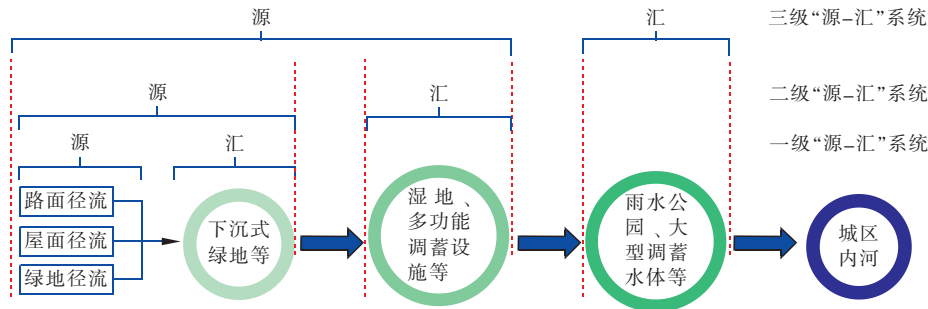 源
汇
三级“源–汇”系统
源
汇
二级“源–汇”系统
源
汇
一级“源–汇”系统
路面径流
屋面径流
绿地径流
下沉式
绿地等
湿地、
多功能
调蓄设
施等
雨水公
园、大
型调蓄
水体等
城区
内河